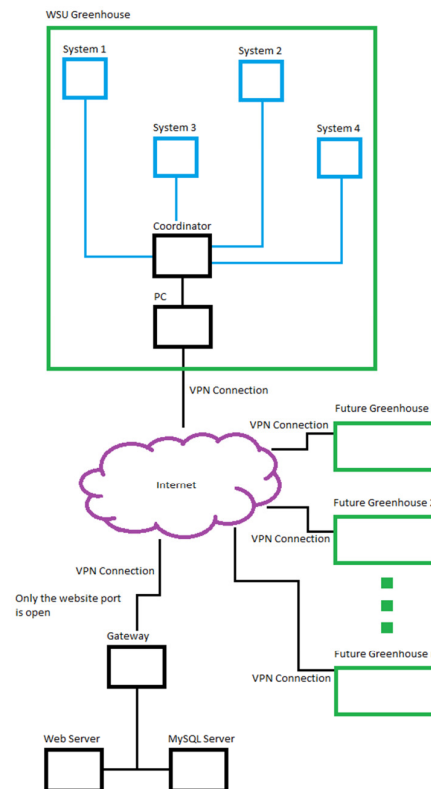 WSU Greenhouse
System 1
System 2
System 3
System 4
Coordinator
PC
VPN Connection
VPN Connection
Future Greenhouse
Internet
Future Greenhouse
VPN Connection
VPN Connection
Only the website port
is open
Gateway
Future Greenhouse
VPN Connection
Web Server
MySQL Server